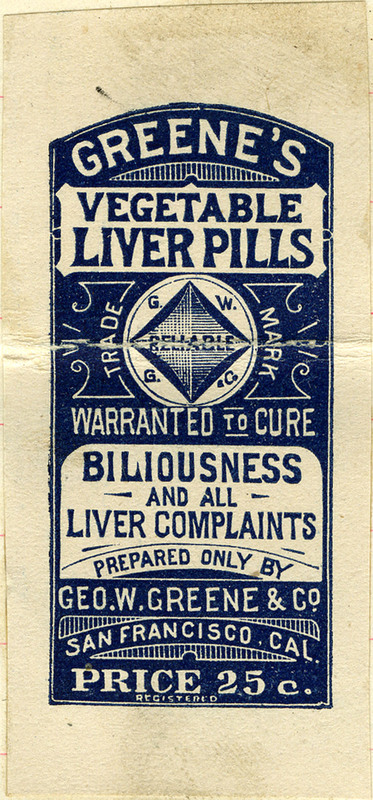 GREENE'S
VEGETABLE
LIVER PILLS
TRADE MARK
G. W.
RELIABLE
G. & Co
WARRANTED TO CURE
BILIOUSNESS
AND ALL
LIVER COMPLAINTS
PREPARED ONLY BY
GEO. W. GREENE & Co.
SAN FRANCISCO, CAL.
PRICE 25 c.
REGISTERED